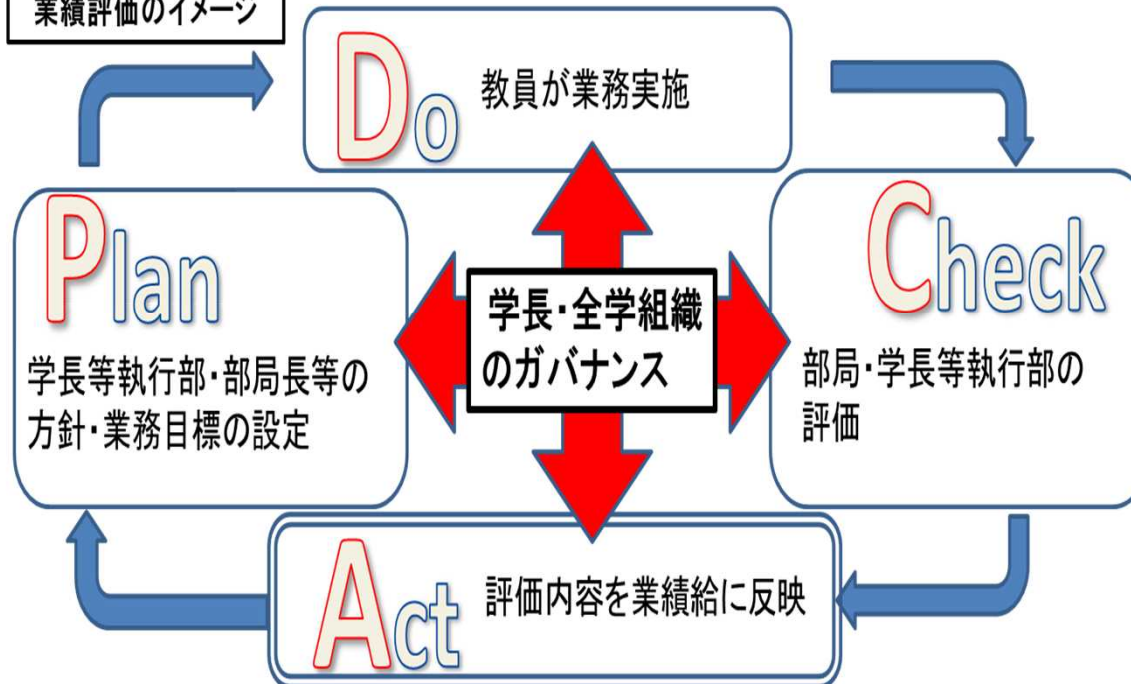 業績評価のイメージ
Do
教員が業務実施
Plan
学長等執行部・部局長等の
方針・業務目標の設定
学長・全学組織
のガバナンス
Check
部局・学長等執行部の
評価
Act
評価内容を業績給に反映